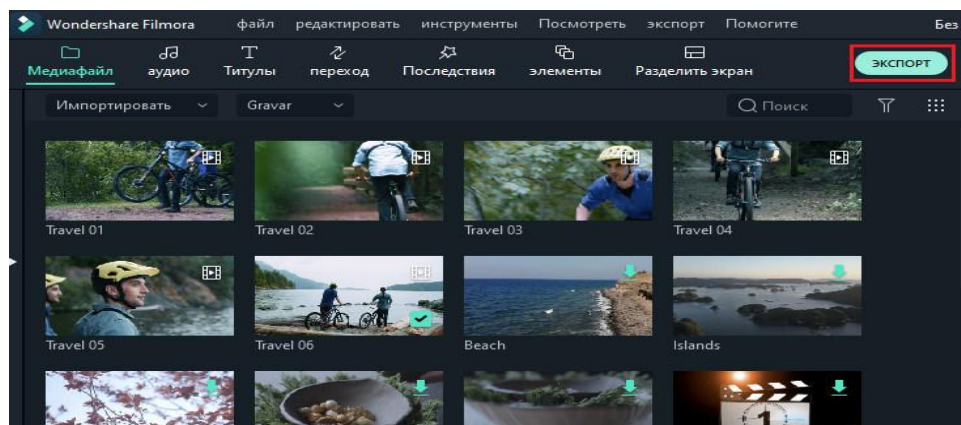 Wondershare Filmora файл редактировать инструменты Посмотреть экспорт Помогите Без
Медиафайл аудио Титулы переход Последствия элементы Разделить экран ЭКСПОРТ
Импортировать Gravar Поиск
Travel 01 Travel 02 Travel 03 Travel 04
Travel 05 Travel 06 Beach Islands